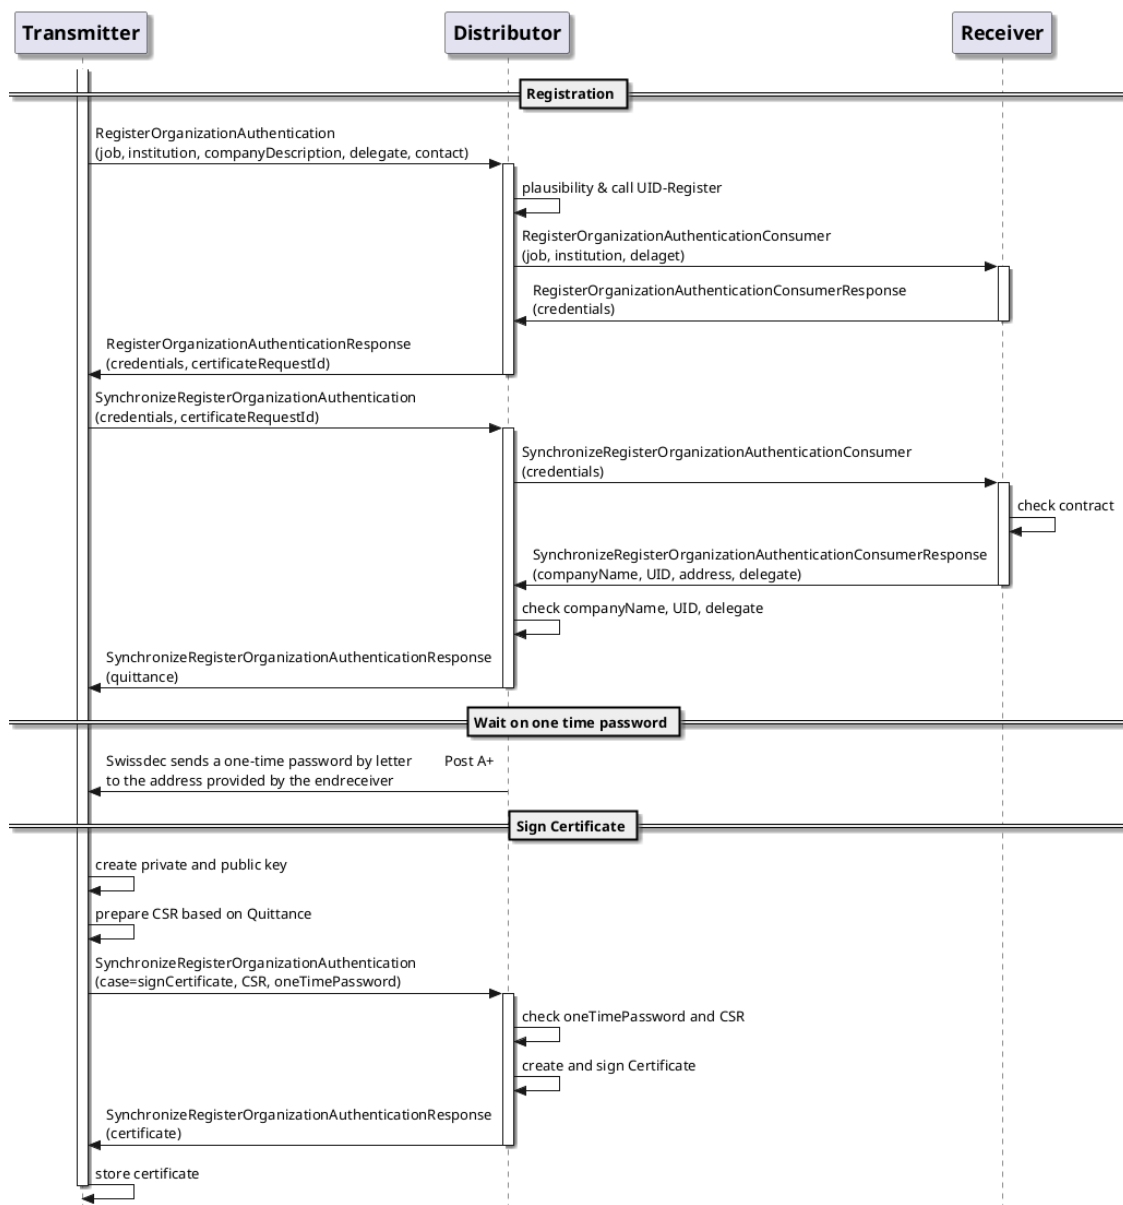 Transmitter
Distributor
Receiver
Registration
RegisterOrganizationAuthentication
(job, institution, companyDescription, delegate, contact)
plausibility & call UID-Register
RegisterOrganizationAuthenticationConsumer
(job, institution, delaget)
RegisterOrganizationAuthenticationConsumerResponse
(credentials)
RegisterOrganizationAuthenticationResponse
(credentials, certificateRequestId)
SynchronizeRegisterOrganizationAuthentication
(credentials, certificateRequestId)
SynchronizeRegisterOrganizationAuthenticationConsumer
(credentials)
check contract
SynchronizeRegisterOrganizationAuthenticationConsumerResponse
(companyName, UID, address, delegate)
check companyName, UID, delegate
SynchronizeRegisterOrganizationAuthenticationResponse
(quittance)
Wait on one time password
Swissdec sends a one-time password by letter Post A+
to the address provided by the endreceiver
Sign Certificate
create private and public key
prepare CSR based on Quittance
SynchronizeRegisterOrganizationAuthentication
(case=signCertificate, CSR, oneTimePassword)
check oneTimePassword and CSR
create and sign Certificate
SynchronizeRegisterOrganizationAuthenticationResponse
(certificate)
store certificate